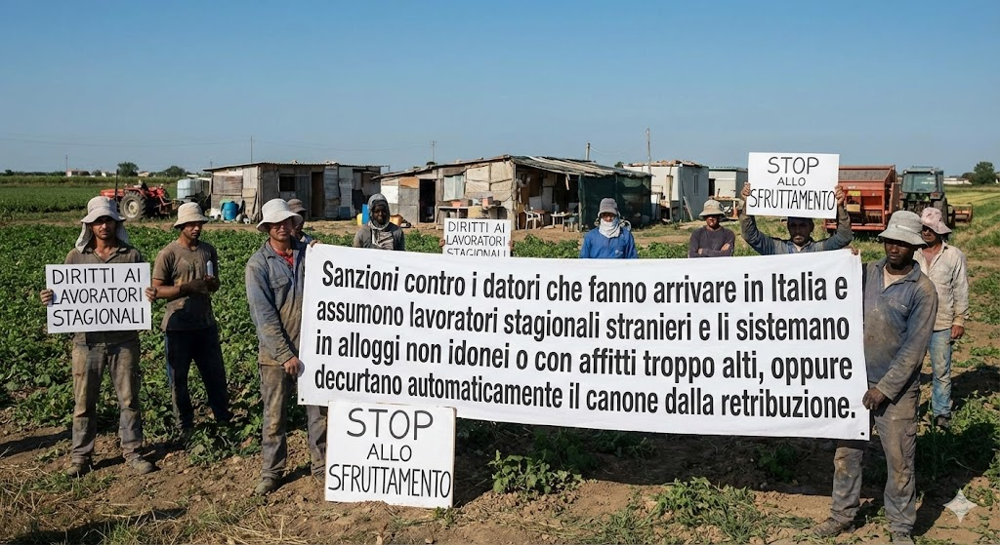 DIRITTI AI
LAVORATORI
STAGIONALI
DIRITTI AI
LAVORATORI
STAGIONALI
STOP
ALLO
SFRUTTAMENTO
Sanzioni contro i datori che fanno arrivare in Italia e
assumono lavoratori stagionali stranieri e li sistemano
in alloggi non idonei o con affitti troppo alti, oppure
decurtano automaticamente il canone dalla retribuzione.
STOP
ALLO
SFRUTTAMENTO